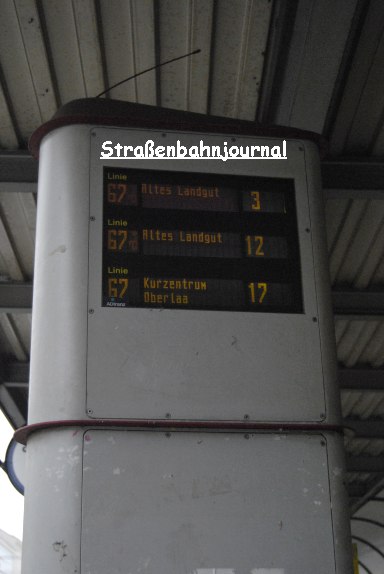 Straßenbahnjournal
Linie
67 Altes Landgut 3
Linie
67 Altes Landgut 12
Linie
67 Kurzentrum 17
Oberlaa